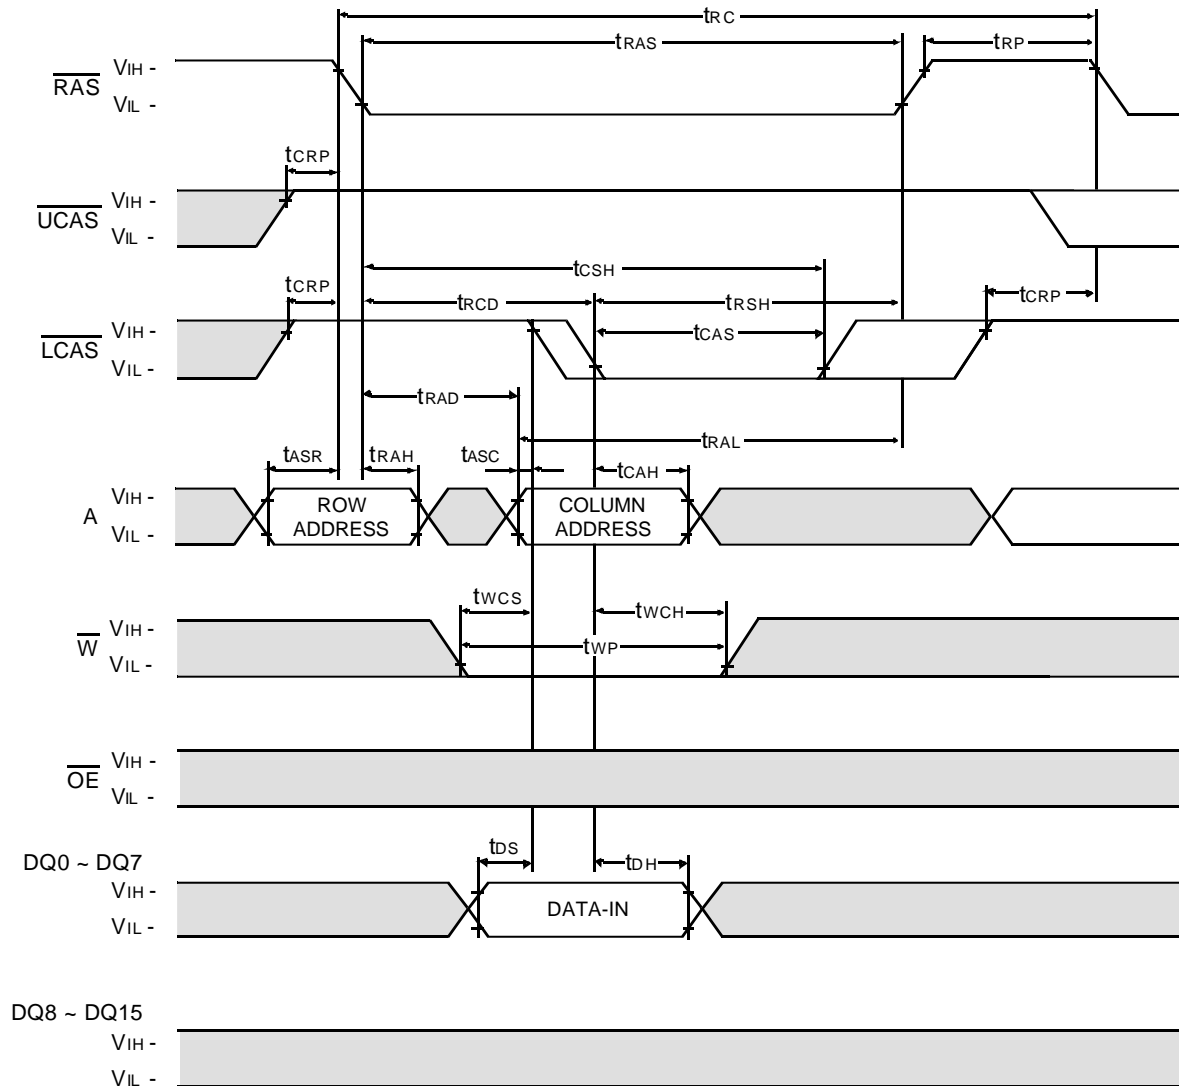 tRC
tRAS
tRP
RAS
VIH -
VIL -
tCRP
UCAS
VIH -
VIL -
tCSH
tCRP
tRCD
tRSH
tCRP
LCAS
VIH -
VIL -
tCAS
tRAD
tRAL
tASR
tRAH
tASC
tCAH
A
VIH -
VIL -
ROW
ADDRESS
COLUMN
ADDRESS
tWCS
tWCH
W
VIH -
VIL -
tWP
OE
VIH -
VIL -
tDS
tDH
DQ0 ~ DQ7
VIH -
VIL -
DATA-IN
DQ8 ~ DQ15
VIH -
VIL -